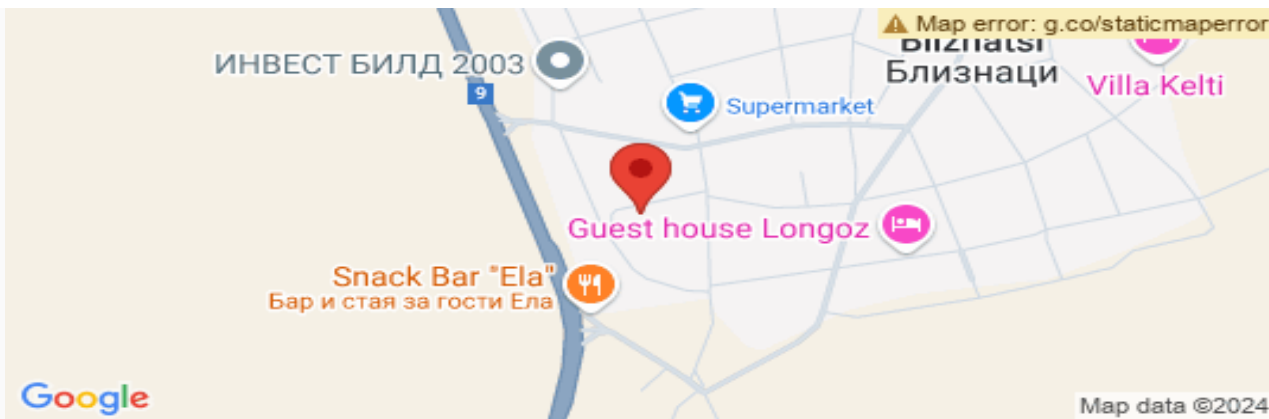 Map error: g.co/staticmaperror
Bliznatsi
Близнаци
Villa Kelti
ИНВЕСТ БИЛД 2003
9
Supermarket
Guest house Longoz
Snack Bar "Ela"
Бар и стая за гости Ела
Google
Map data ©2024